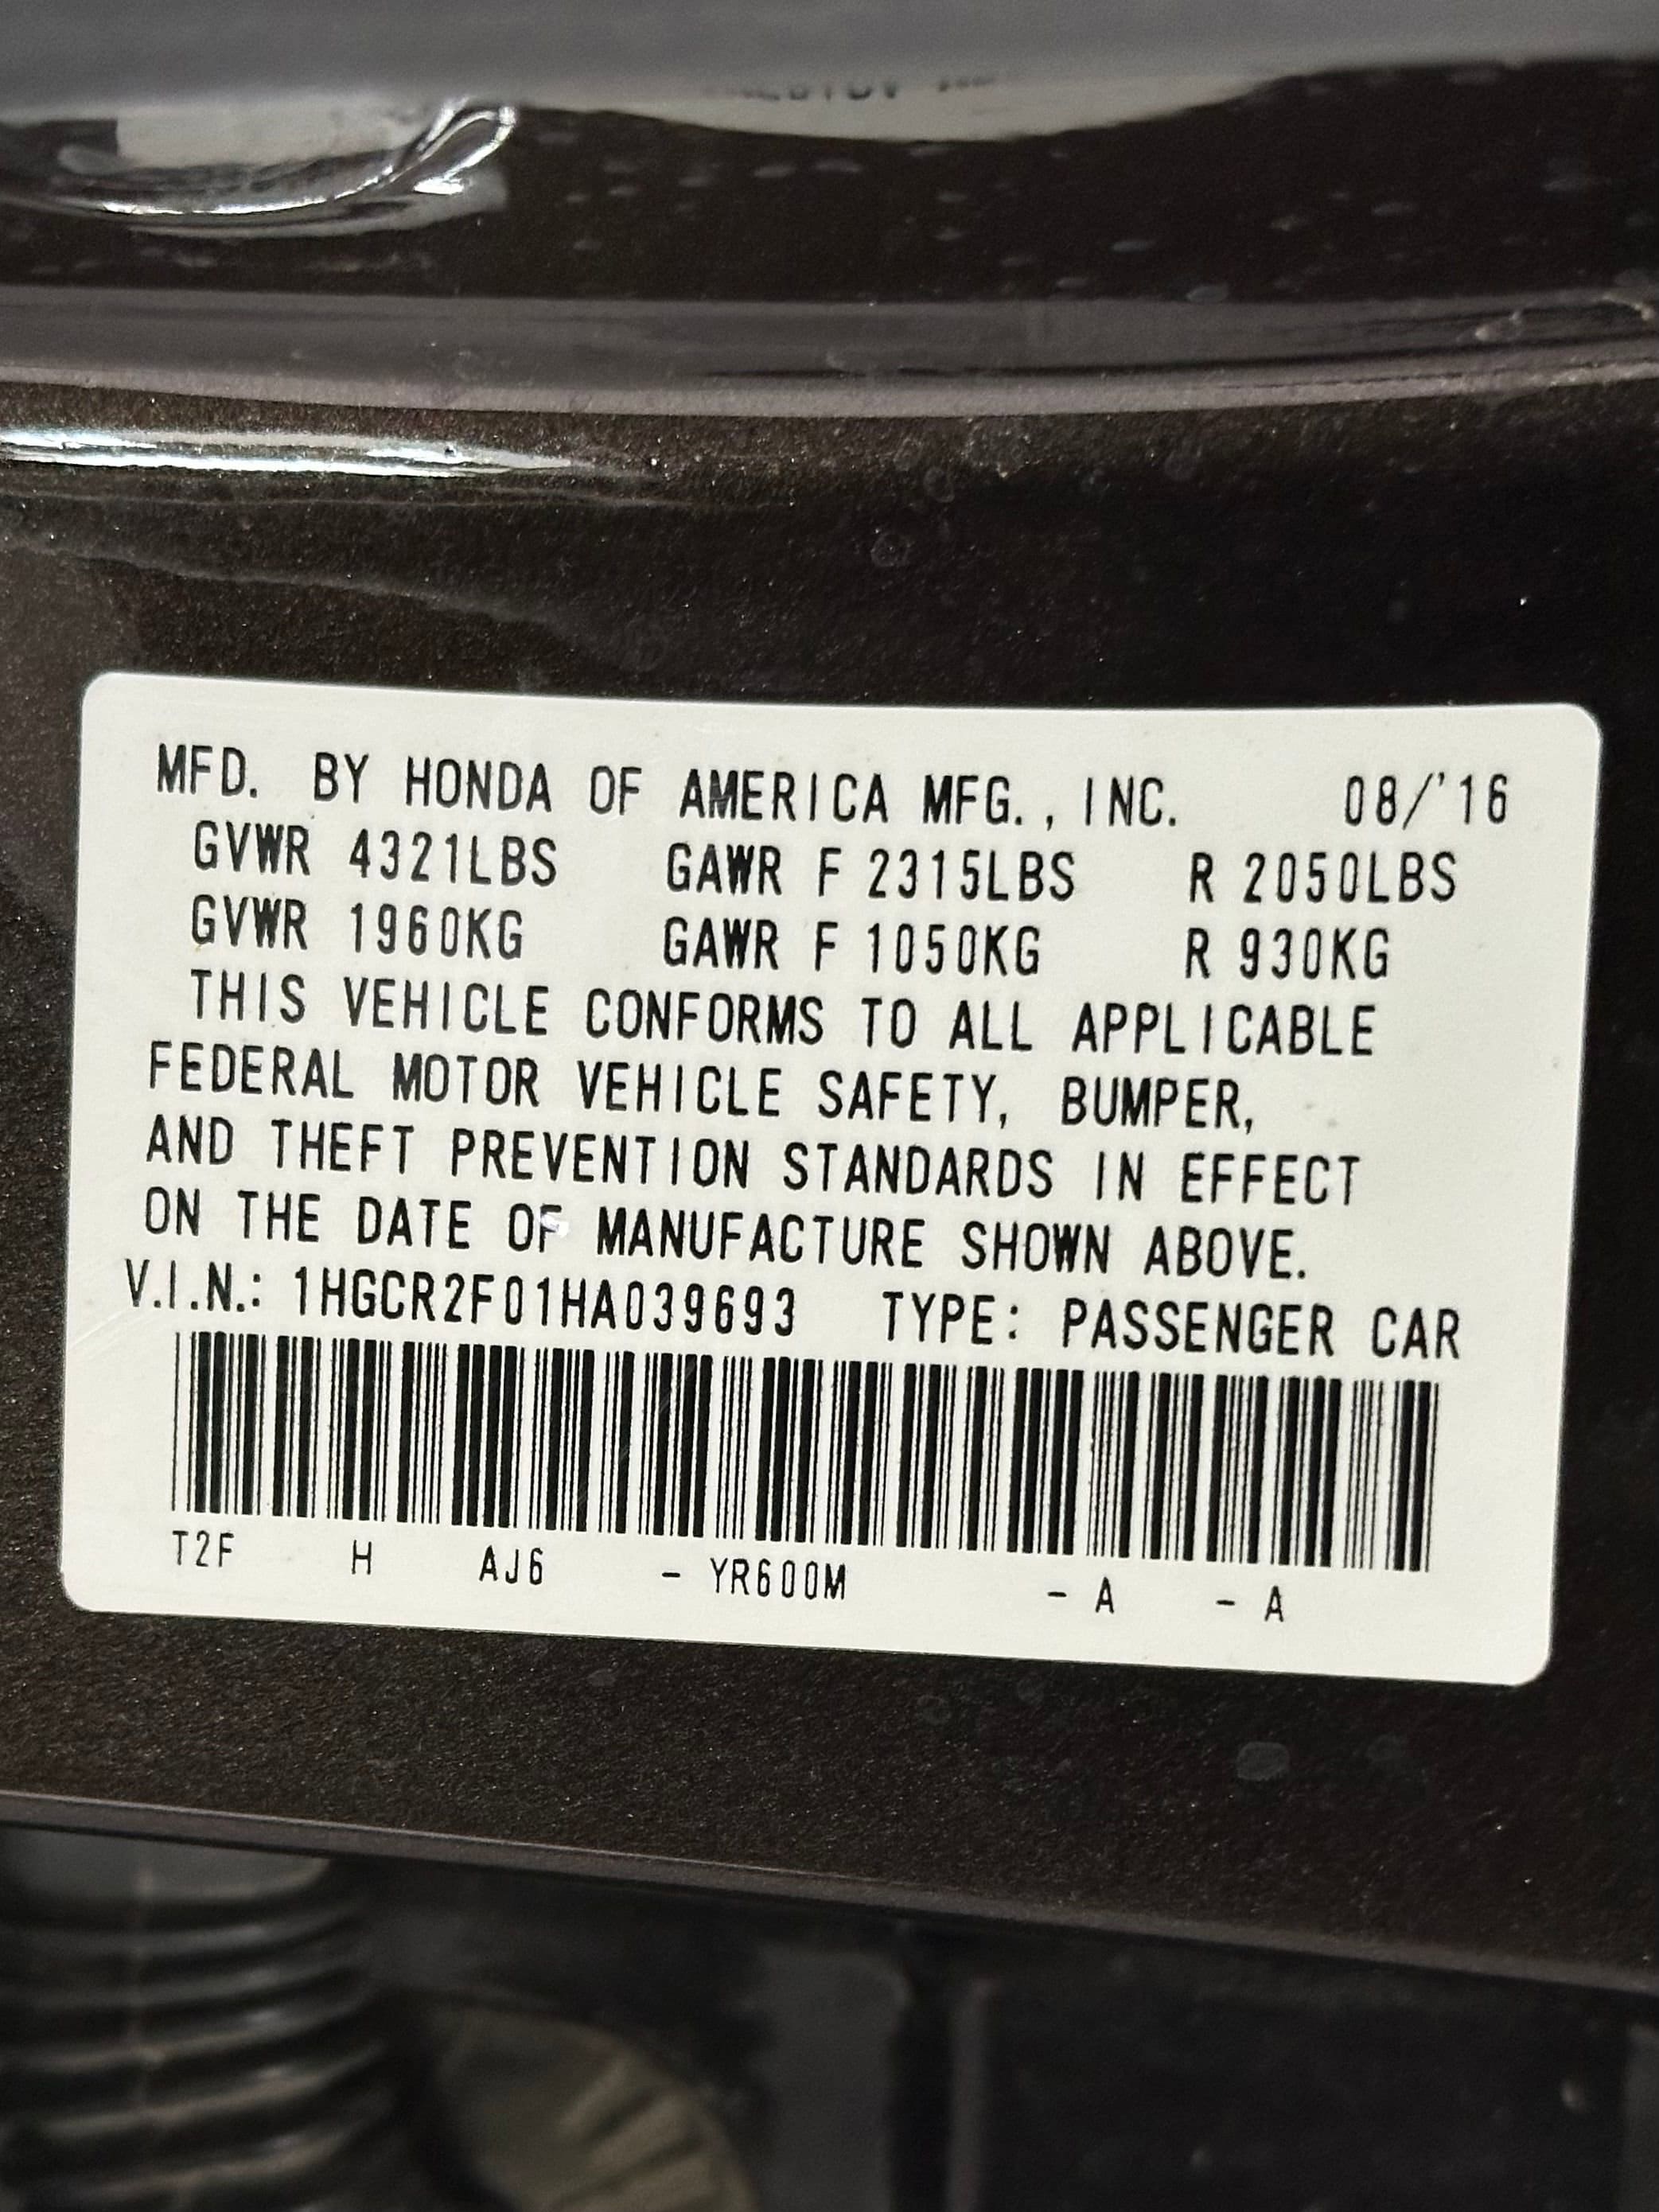 MFD. BY HONDA OF AMERICA MFG., INC. 08/'16
GVWR 4321LBS GAWR F 2315LBS R 2050LBS
GVWR 1960KG GAWR F 1050KG R 930KG
THIS VEHICLE CONFORMS TO ALL APPLICABLE
FEDERAL MOTOR VEHICLE SAFETY, BUMPER,
AND THEFT PREVENTION STANDARDS IN EFFECT
ON THE DATE OF MANUFACTURE SHOWN ABOVE.
V.I.N.: 1HGCR2F01HA039693 TYPE: PASSENGER CAR
T2F H AJ6 - YR600M - A - A